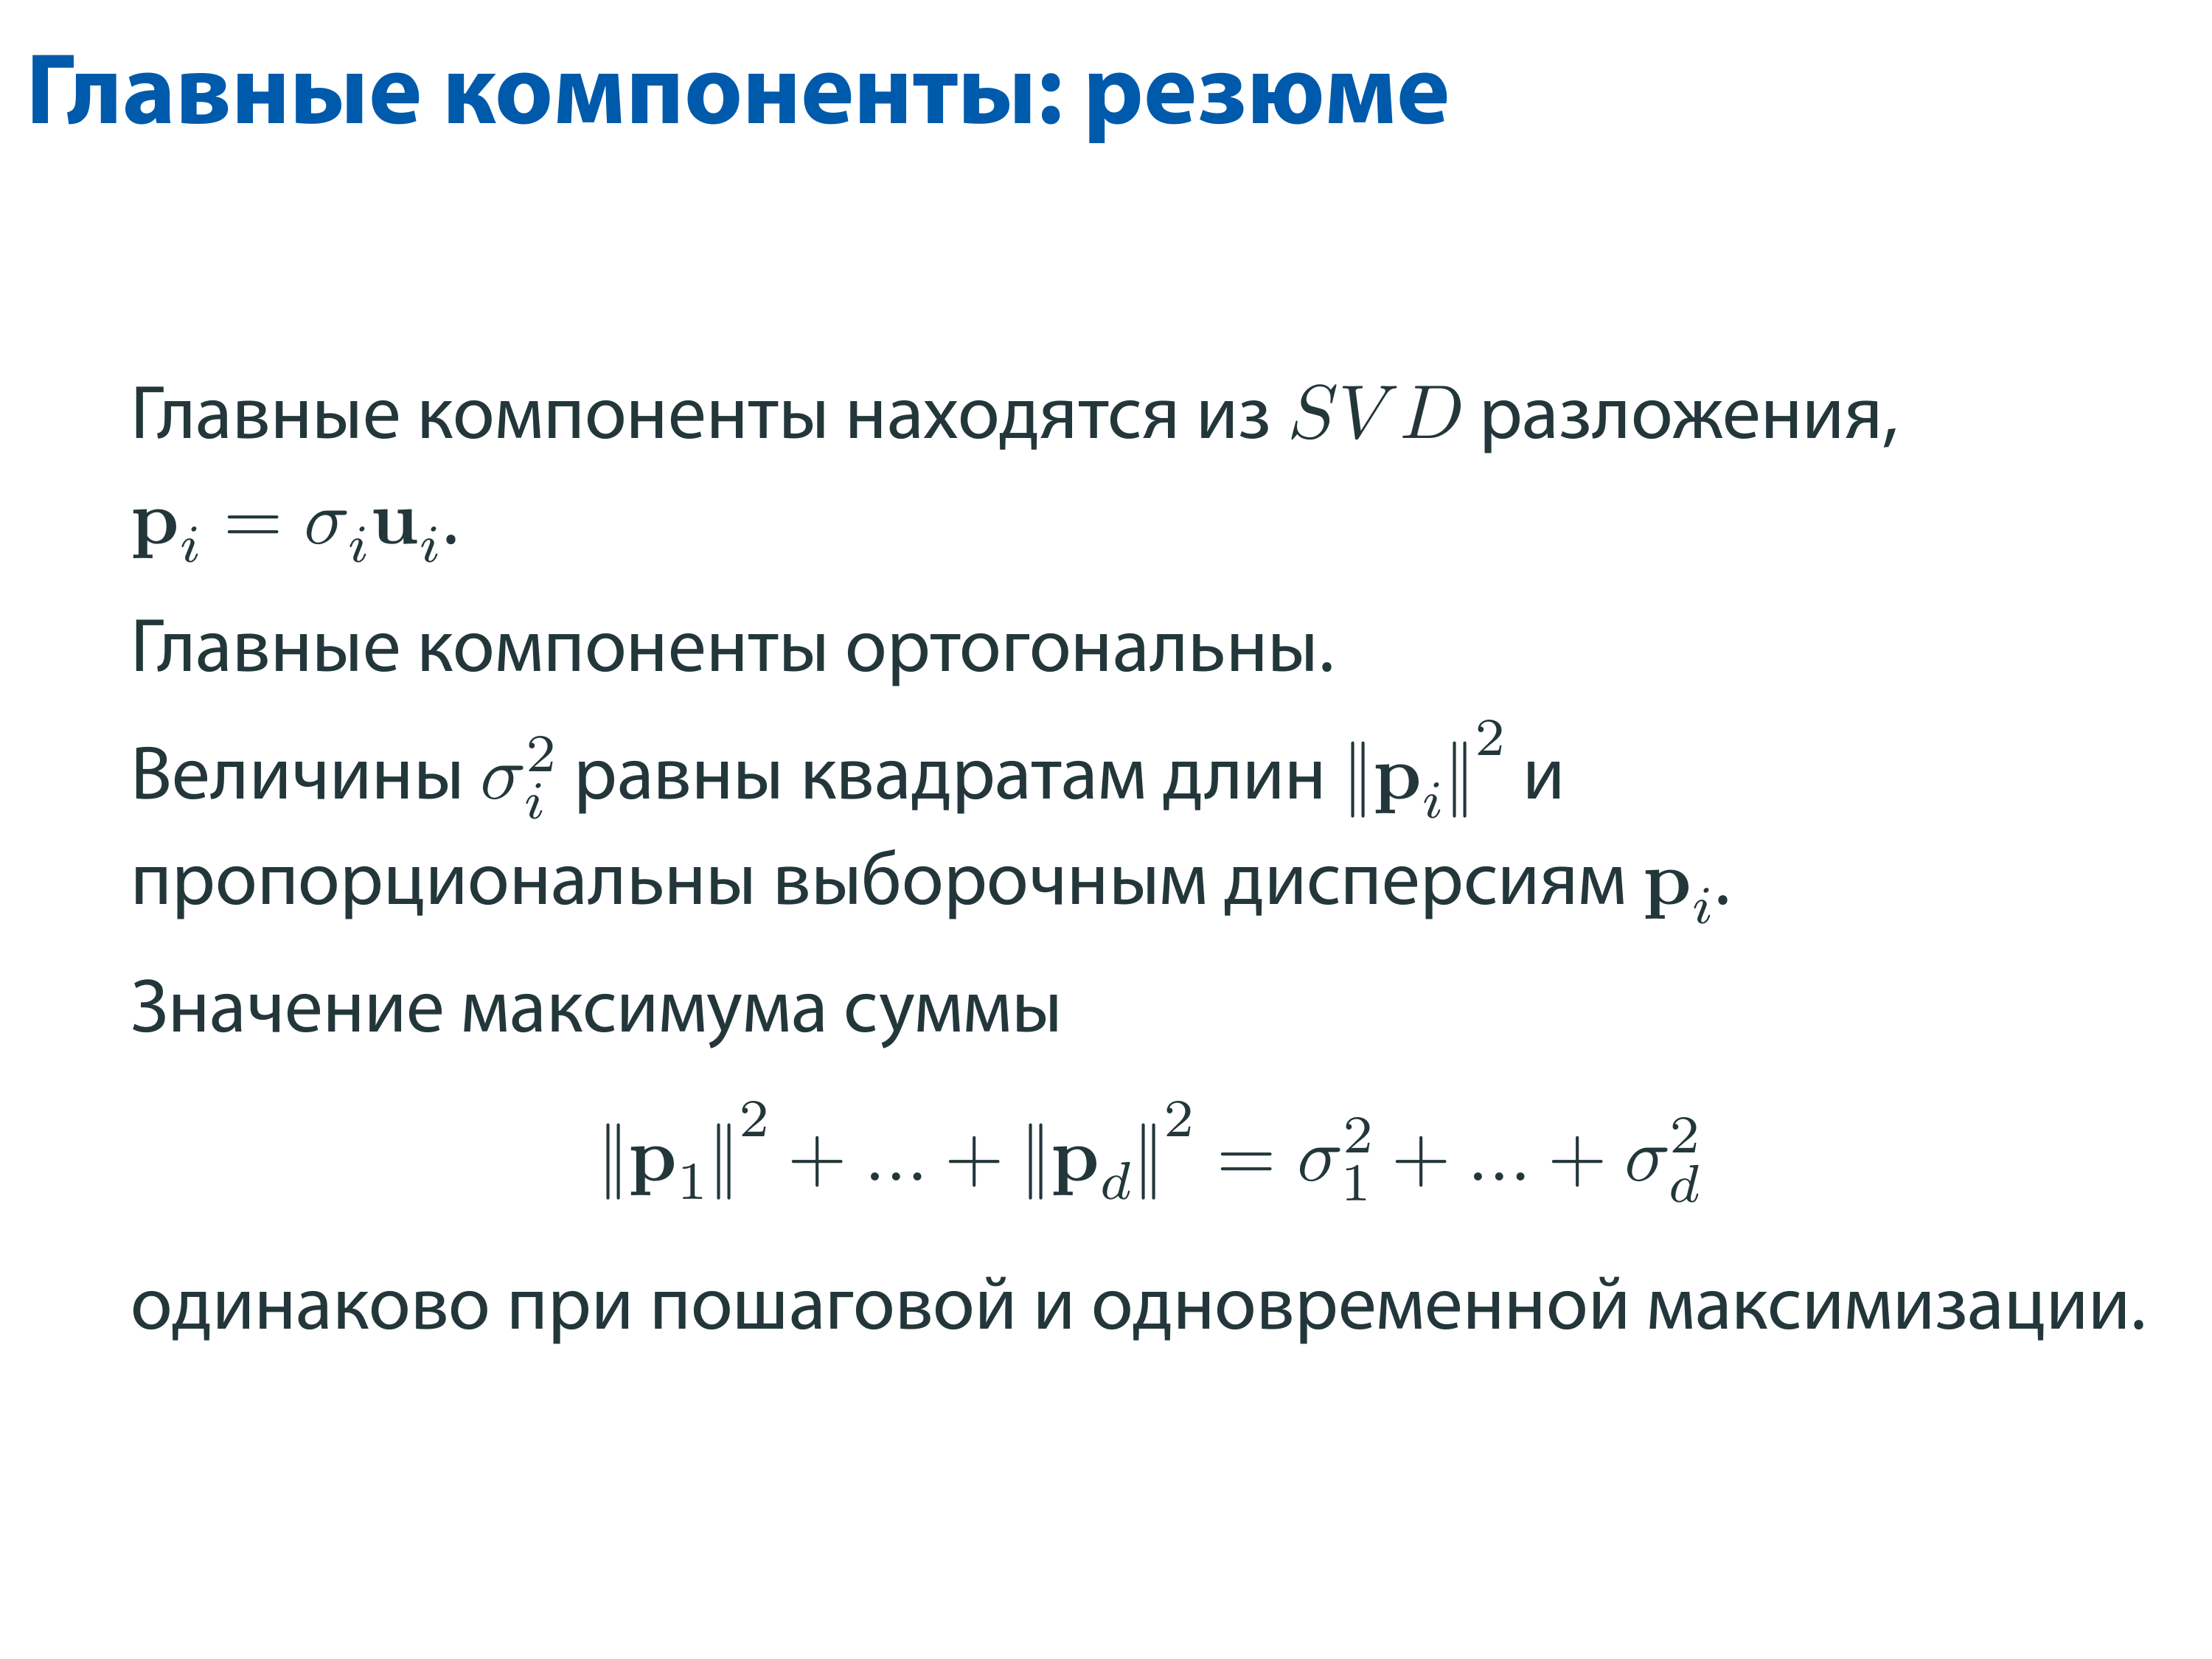 Главные компоненты: резюме
Главные компоненты находятся из $SVD$ разложения,
$\mathbf{p}_i = \sigma_i \mathbf{u}_i$.
Главные компоненты ортогональны.
Величины $\sigma_i^2$ равны квадратам длин $\|\mathbf{p}_i\|^2$ и
пропорциональны выборочным дисперсиям $\mathbf{p}_i$.
Значение максимума суммы
$\|\mathbf{p}_1\|^2 + \ldots + \|\mathbf{p}_d\|^2 = \sigma_1^2 + \ldots + \sigma_d^2$
одинаково при пошаговой и одновременной максимизации.